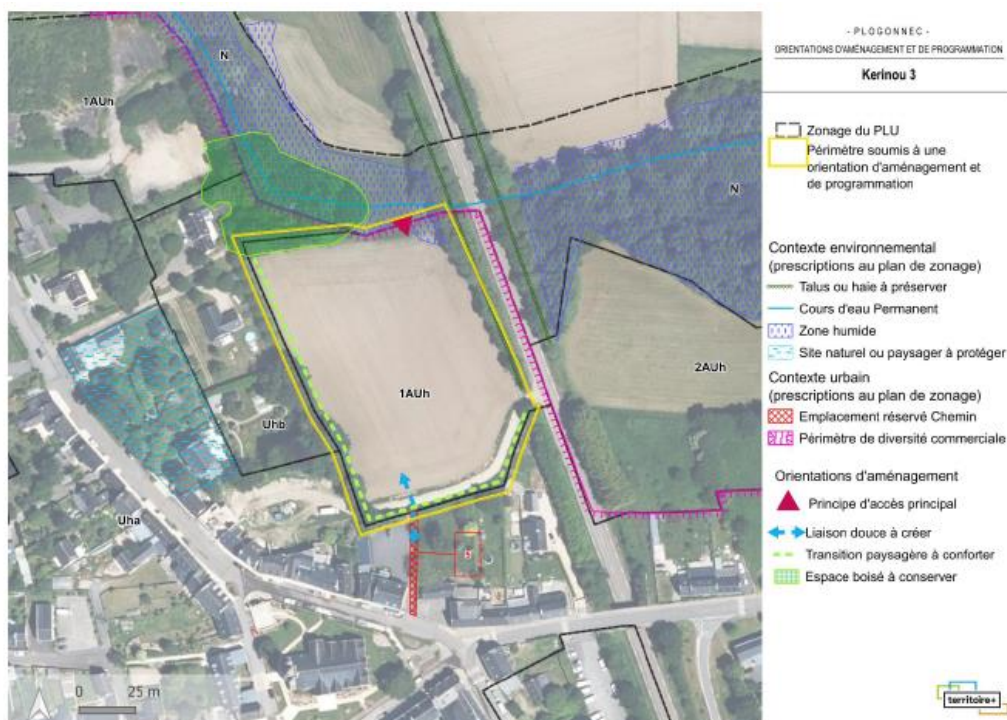 - PLOGONNEC -
ORIENTATIONS D'AMÉNAGEMENT ET DE PROGRAMMATION
Kerinou 3
Zonage du PLU
Périmètre soumis à une
orientation d'aménagement et
de programmation
Contexte environnemental
(prescriptions au plan de zonage)
Talus ou haie à préserver
Cours d'eau Permanent
Zone humide
Site naturel ou paysager à protéger
Contexte urbain
(prescriptions au plan de zonage)
Emplacement réservé Chemin
Périmètre de diversité commerciale
Orientations d'aménagement
Principe d'accès principal
Liaison douce à créer
Transition paysagère à conforter
Espace boisé à conserver
territoire+
N
1AUh
N
2AUh
1AUh
Uhb
Uha
5
0 25 m